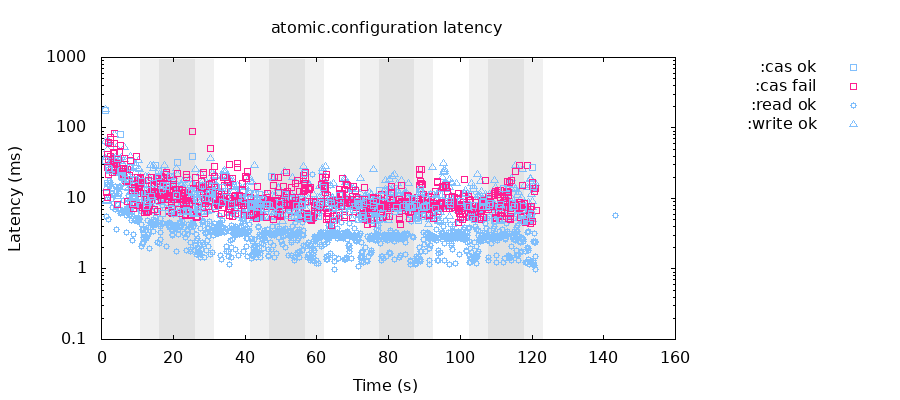 atomic.configuration latency
1000
100
10
1
0.1
Latency (ms)
0 20 40 60 80 100 120 140 160
Time (s)
:cas ok
:cas fail
:read ok
:write ok